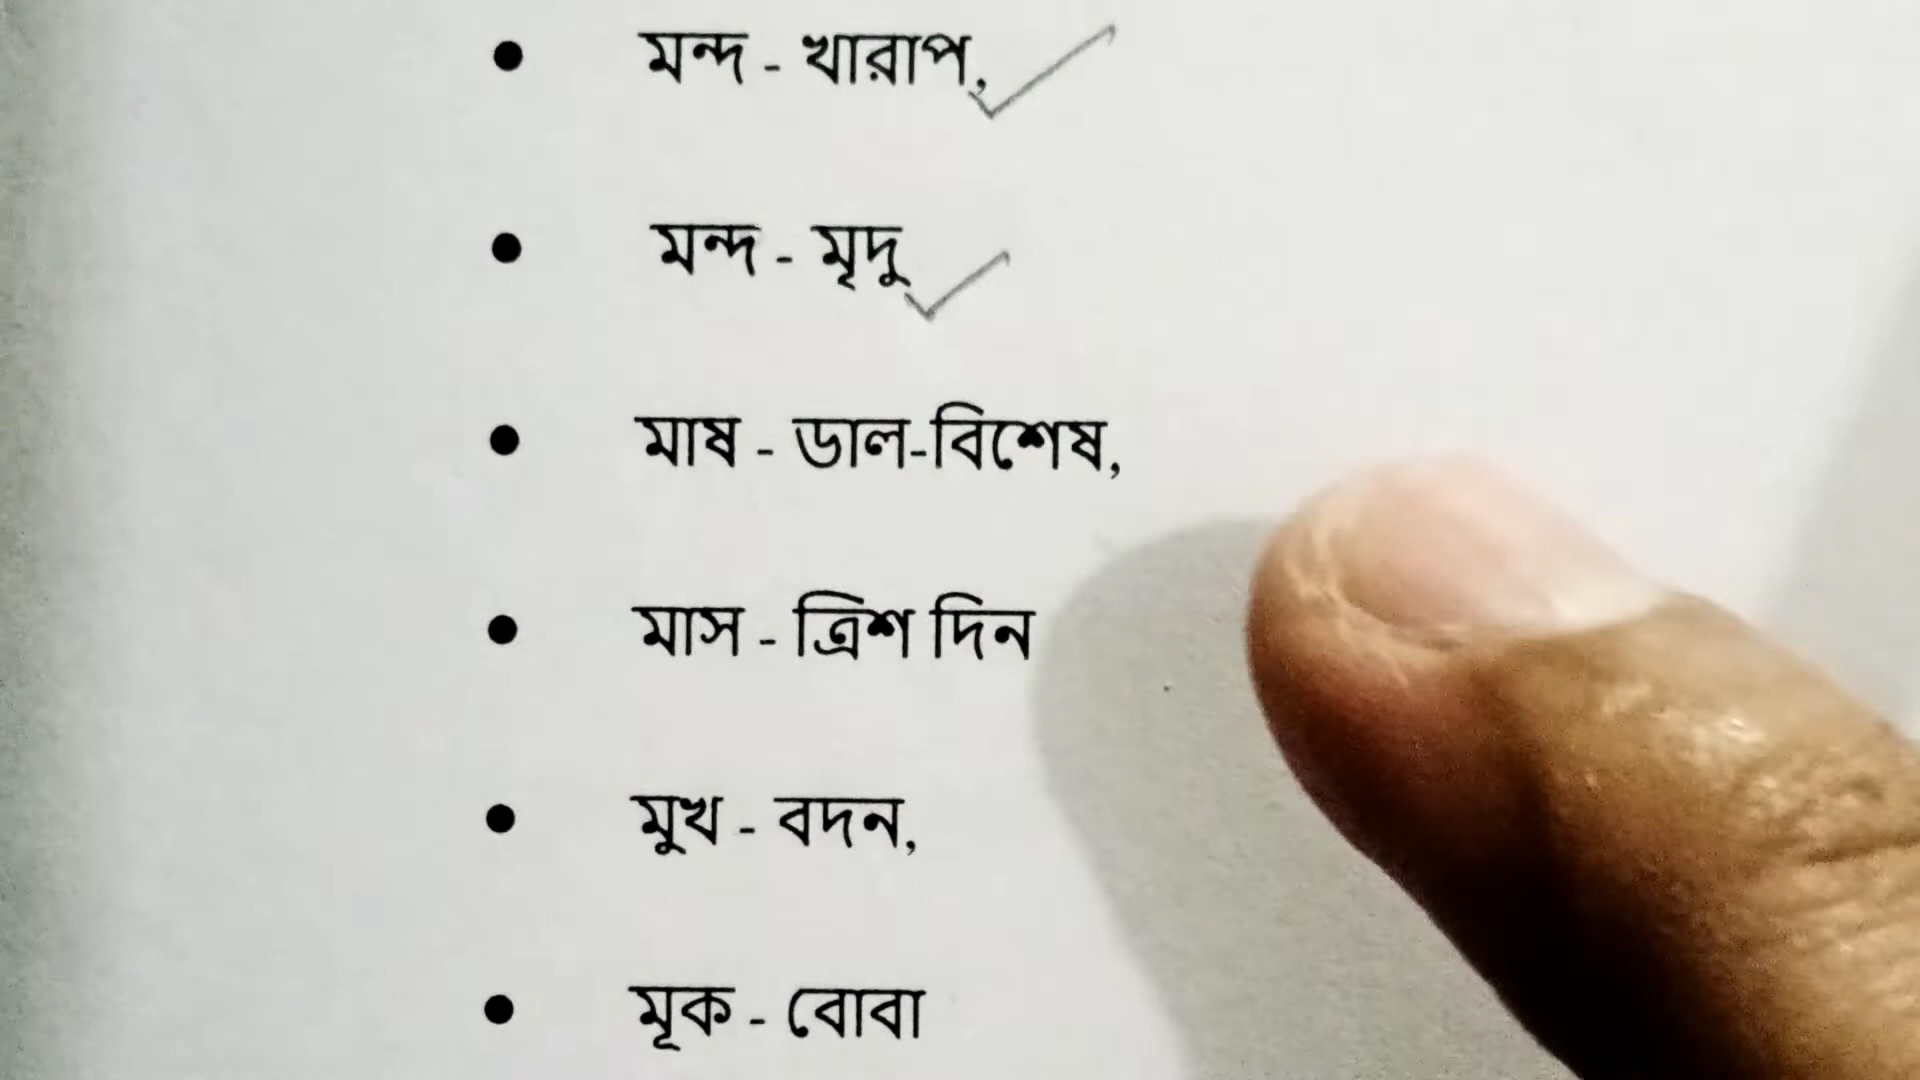 • মন্দ - খারাপ,
• মন্দ - মৃদু
• মাষ - ডাল-বিশেষ,
• মাস - ত্রিশ দিন
• মুখ - বদন,
• মূক - বোবা